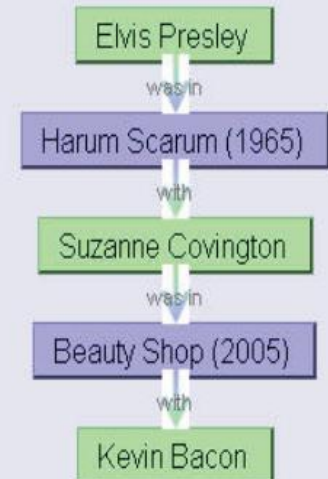 Elvis Presley
was in
Harum Scarum (1965)
with
Suzanne Covington
was in
Beauty Shop (2005)
with
Kevin Bacon